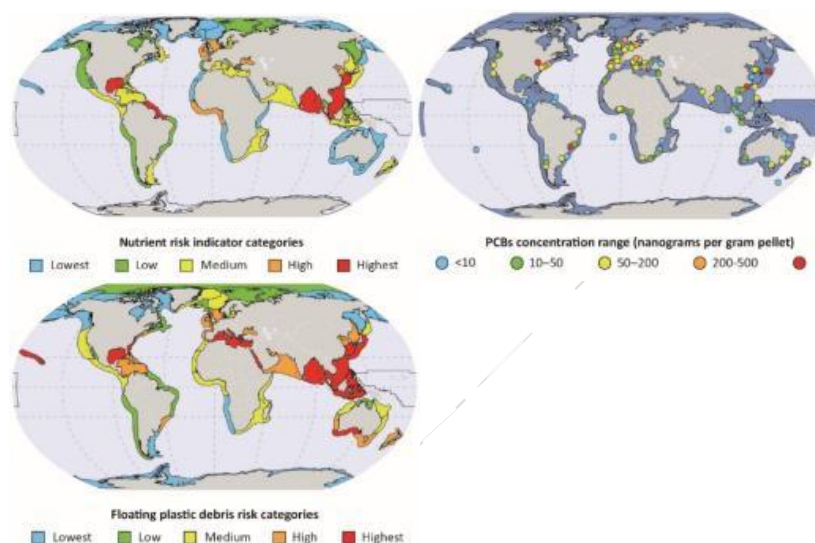 Nutrient risk indicator categories
Lowest Low Medium High Highest
PCBs concentration range (nanograms per gram pellet)
<10 10–50 50–200 200-500
Floating plastic debris risk categories
Lowest Low Medium High Highest